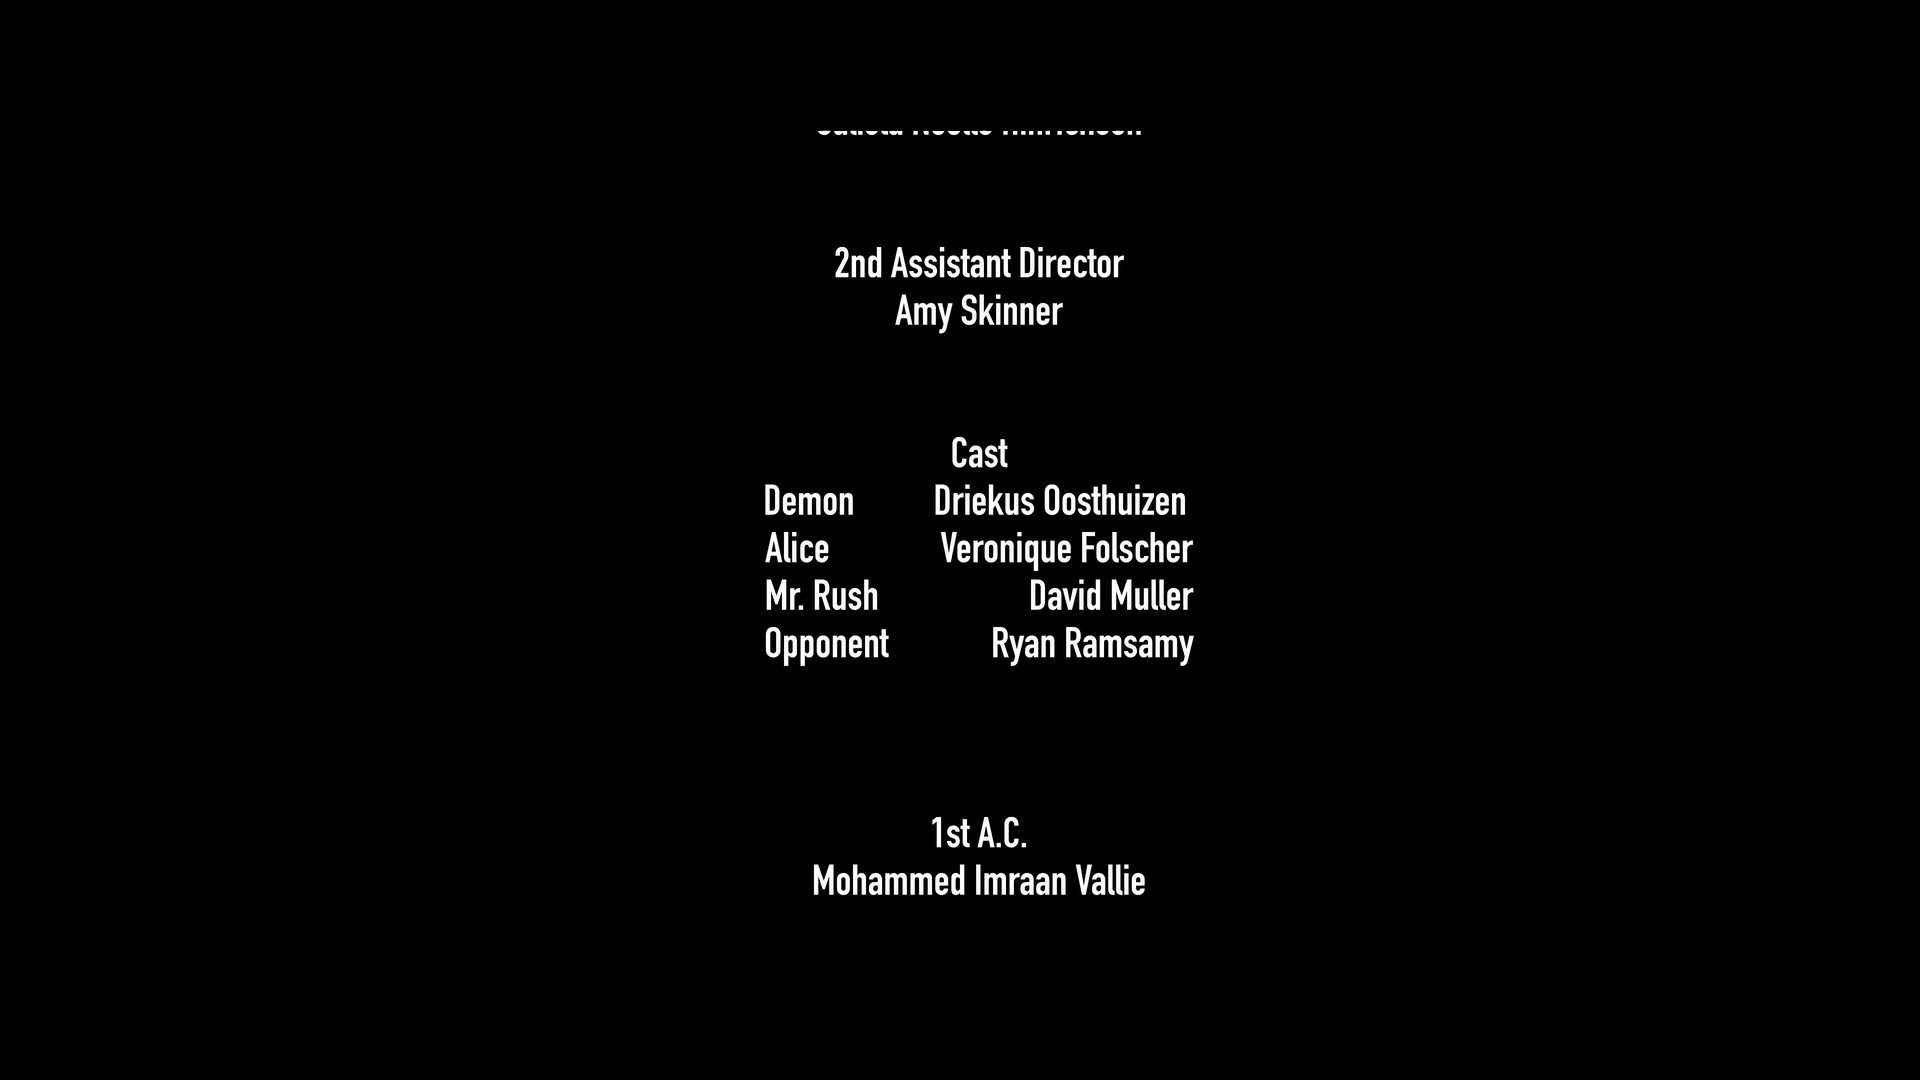 2nd Assistant Director
Amy Skinner
Cast
Demon Driekus Oosthuizen
Alice Veronique Folscher
Mr. Rush David Muller
Opponent Ryan Ramsamy
1st A.C.
Mohammed Imraan Vallie